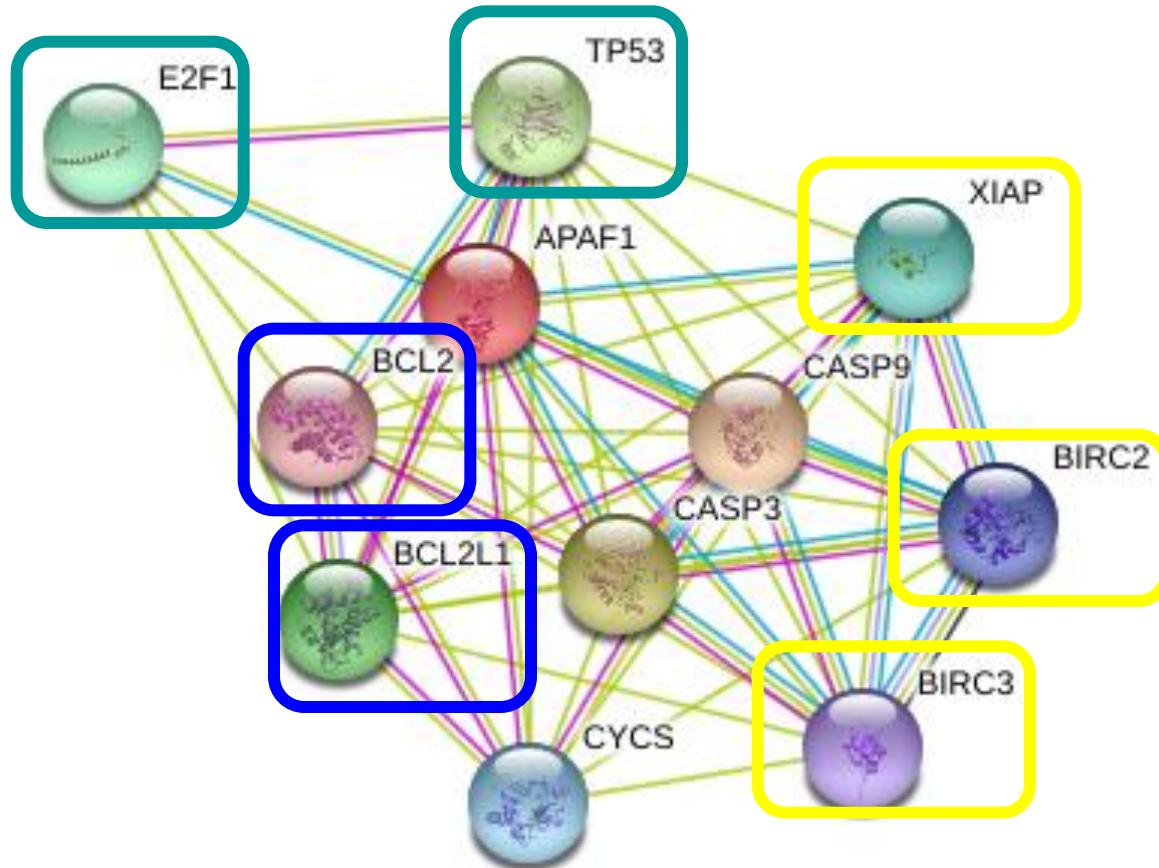 TP53
E2F1
XIAP
APAF1
BCL2
CASP9
BIRC2
CASP3
BCL2L1
BIRC3
CYCS